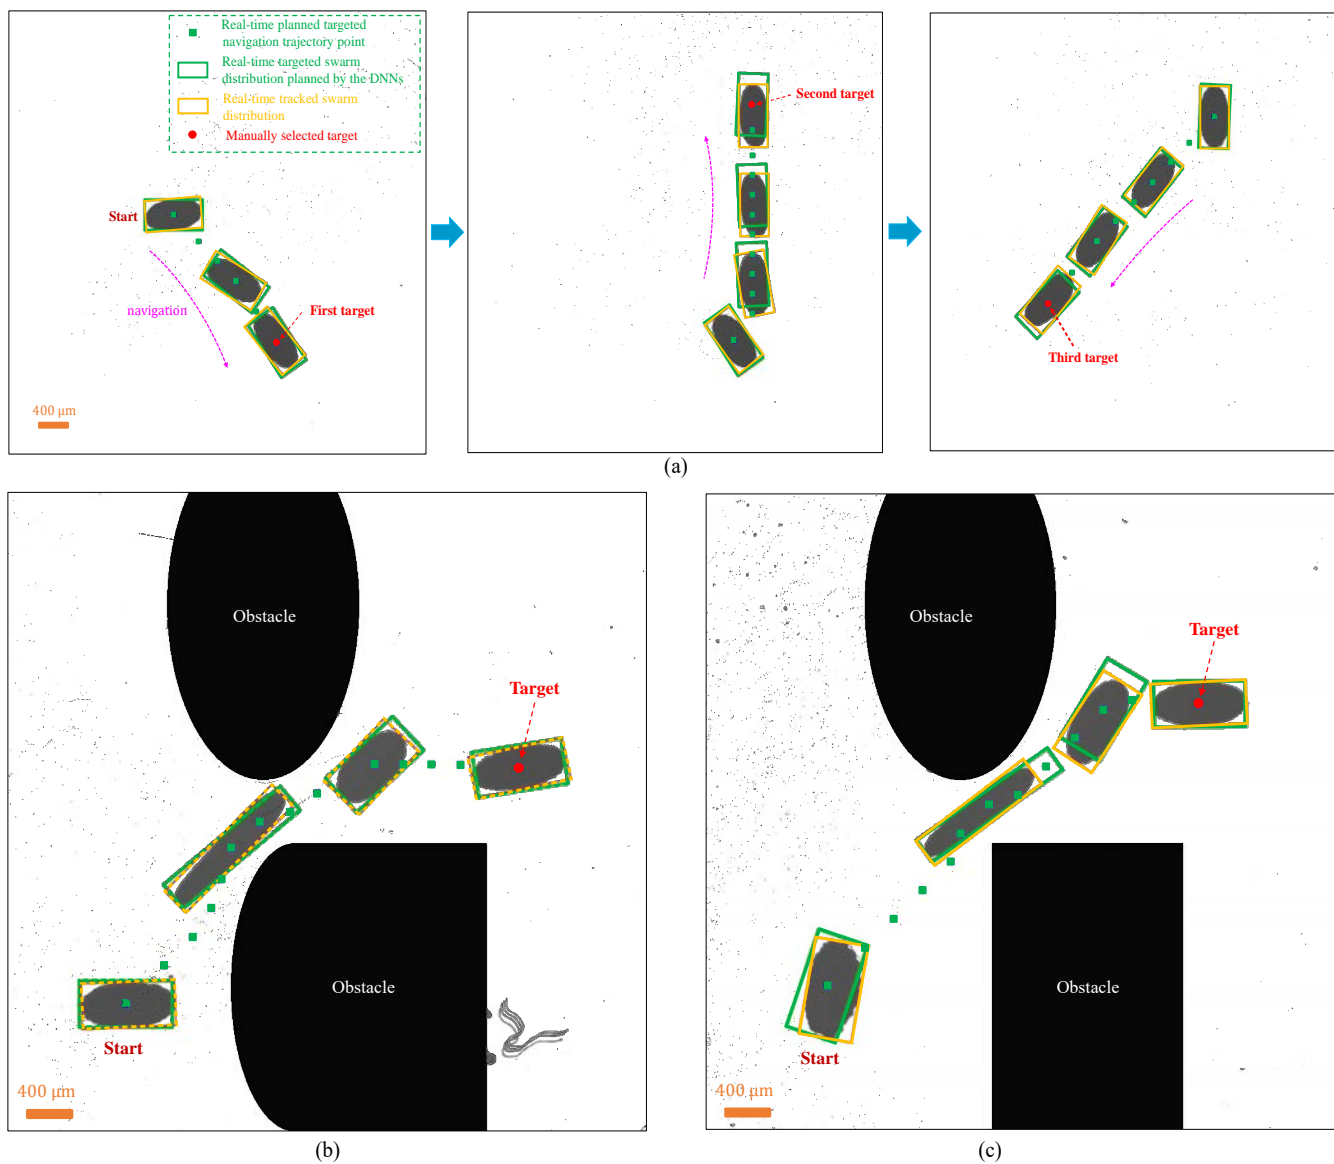 Real-time planned targeted
navigation trajectory point
Real-time targeted swarm
distribution planned by the DNNs
Real-time tracked swarm
distribution
Manually selected target
Start
navigation
First target
400 μm
Second target
Third target
(a)
Obstacle
Target
Obstacle
Start
400 μm
(b)
Obstacle
Target
Obstacle
Start
400 μm
(c)